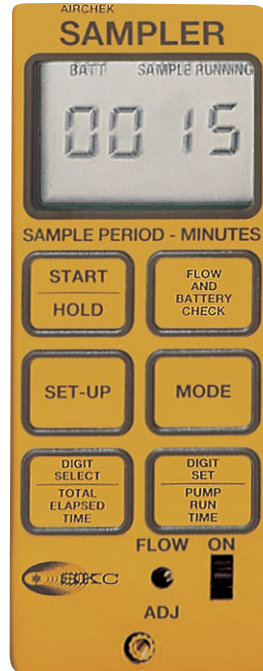 AIRCHEK
SAMPLER
BATT SAMPLE RUNNING
0015
SAMPLE PERIOD - MINUTES
START
HOLD
FLOW
AND
BATTERY
CHECK
SET-UP
MODE
DIGIT
SELECT
TOTAL
ELAPSED
TIME
DIGIT
SET
PUMP
RUN
TIME
FLOW ON
ADJ